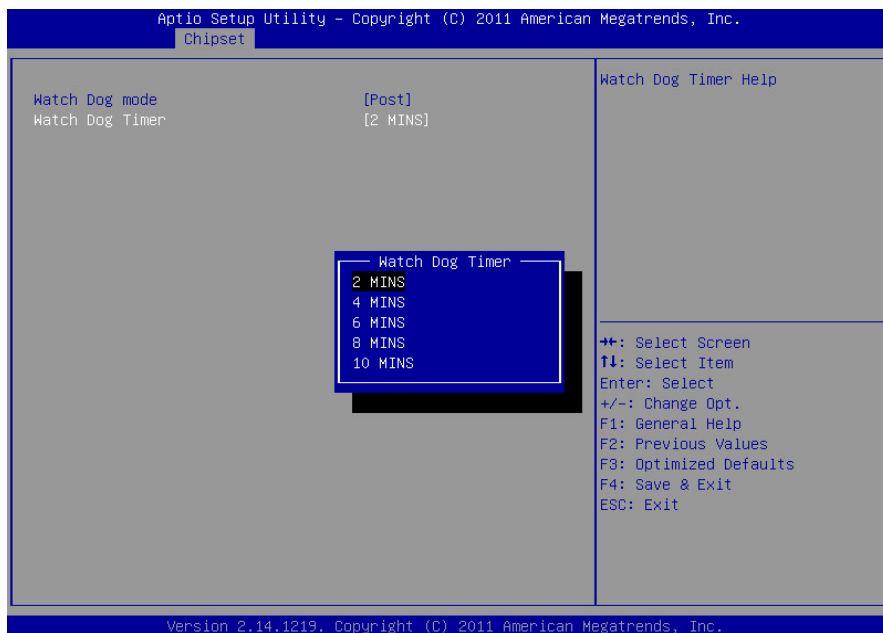 Aptio Setup Utility – Copyright (C) 2011 American Megatrends, Inc.
Chipset
Watch Dog mode [Post]
Watch Dog Timer [2 MINS]
Watch Dog Timer Help
Watch Dog Timer
2 MINS
4 MINS
6 MINS
8 MINS
10 MINS
→←: Select Screen
↑↓: Select Item
Enter: Select
+/-: Change Opt.
F1: General Help
F2: Previous Values
F3: Optimized Defaults
F4: Save & Exit
ESC: Exit
Version 2.14.1219. Copyright (C) 2011 American Megatrends, Inc.